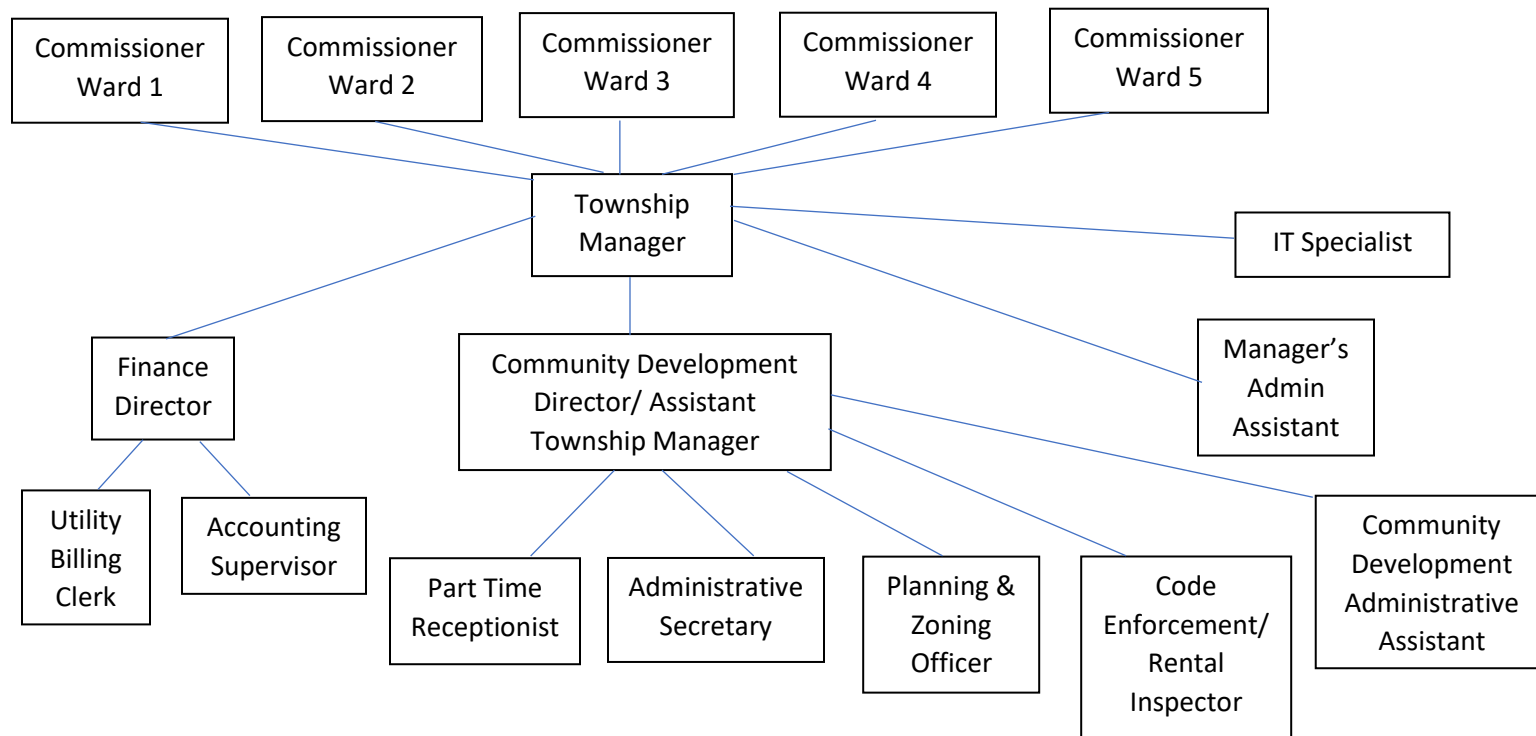 Commissioner
Ward 1
Commissioner
Ward 2
Commissioner
Ward 3
Commissioner
Ward 4
Commissioner
Ward 5
Township
Manager
IT Specialist
Finance
Director
Community Development
Director/ Assistant
Township Manager
Manager’s
Admin
Assistant
Utility
Billing
Clerk
Accounting
Supervisor
Part Time
Receptionist
Administrative
Secretary
Planning &
Zoning
Officer
Code
Enforcement/
Rental
Inspector
Community
Development
Administrative
Assistant